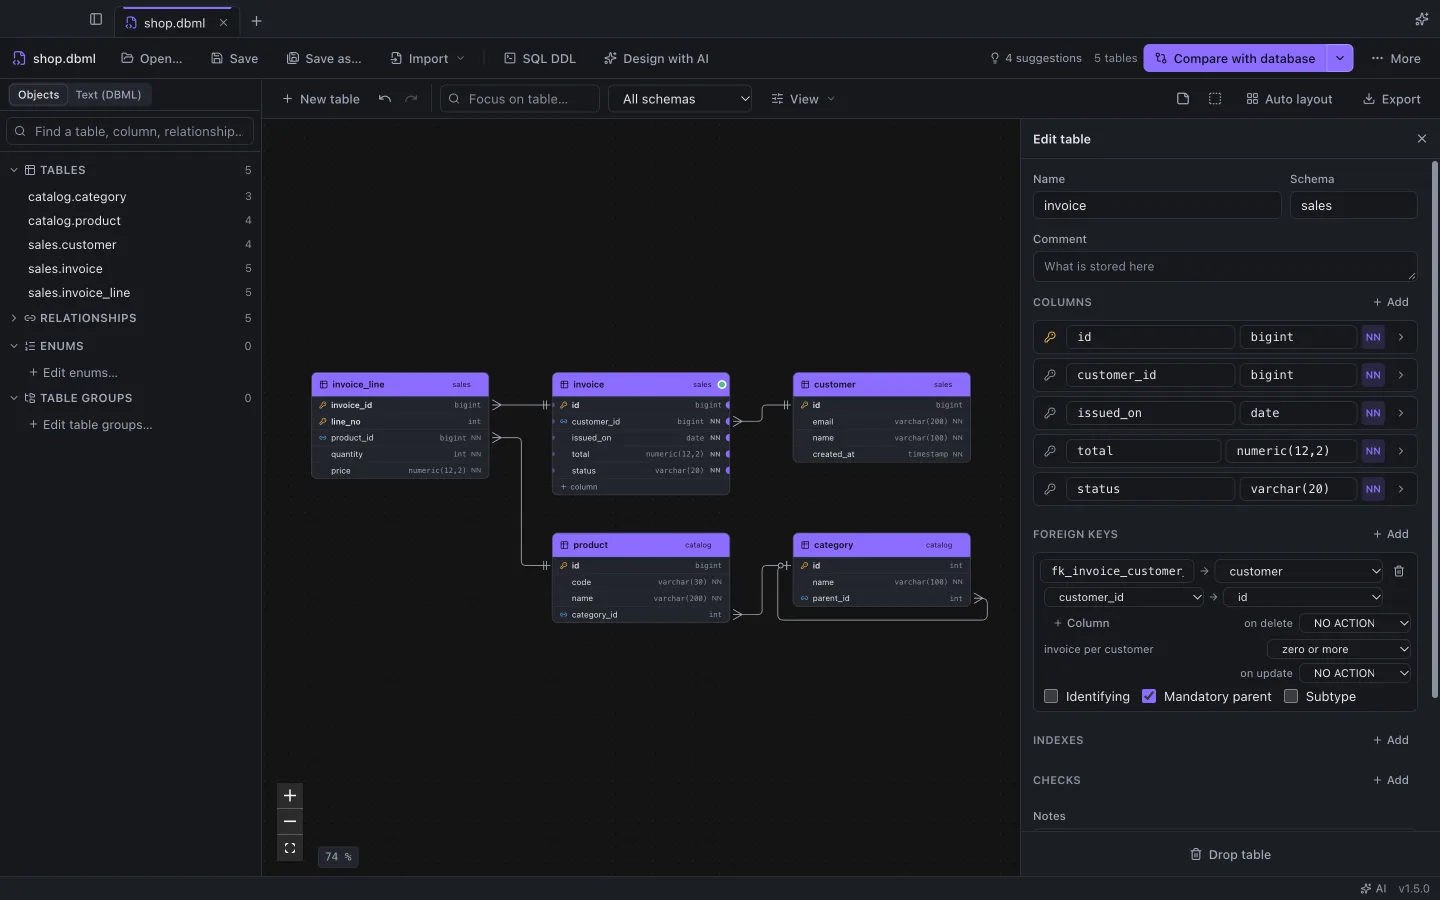 shop.dbml
shop.dbml
Open...
Save
Save as...
Import
SQL DDL
Design with AI
4 suggestions
5 tables
Compare with database
More
Objects
Text (DBML)
New table
Focus on table...
All schemas
View
Auto layout
Export
Find a table, column, relationship...
TABLES 5
catalog.category 3
catalog.product 4
sales.customer 4
sales.invoice 5
sales.invoice_line 5
RELATIONSHIPS 5
ENUMS 0
+ Edit enums...
TABLE GROUPS 0
+ Edit table groups...
invoice_line sales
invoice_id bigint
line_no int
product_id bigint NN
quantity int NN
price numeric(12,2) NN
invoice sales
id bigint
customer_id bigint NN
issued_on date NN
total numeric(12,2) NN
status varchar(20) NN
+ column
customer sales
id bigint
email varchar(200) NN
name varchar(100) NN
created_at timestamp NN
product catalog
id bigint
code varchar(30) NN
name varchar(200) NN
category_id int
category catalog
id int
name varchar(100) NN
parent_id int
74 %
Edit table
Name Schema
invoice sales
Comment
What is stored here
COLUMNS + Add
id bigint NN
customer_id bigint NN
issued_on date NN
total numeric(12,2) NN
status varchar(20) NN
FOREIGN KEYS + Add
fk_invoice_customer_ → customer
customer_id → id
+ Column on delete NO ACTION
invoice per customer zero or more
on update NO ACTION
Identifying Mandatory parent Subtype
INDEXES + Add
CHECKS + Add
Notes
Drop table
AI v1.5.0